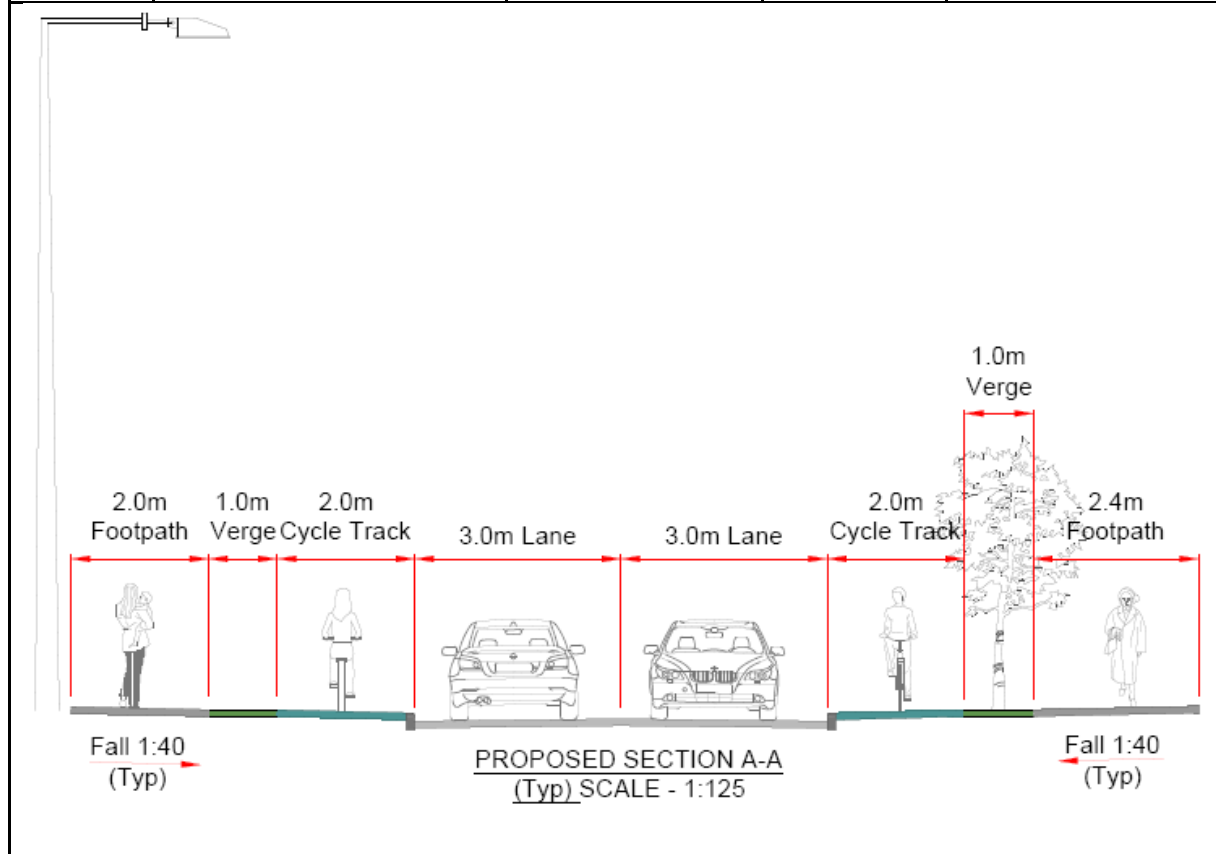 1.0m
Verge
2.0m
Footpath
1.0m
Verge
2.0m
Cycle Track
3.0m Lane
3.0m Lane
2.0m
Cycle Track
2.4m
Footpath
Fall 1:40
(Typ)
PROPOSED SECTION A-A
(Typ) SCALE - 1:125
Fall 1:40
(Typ)